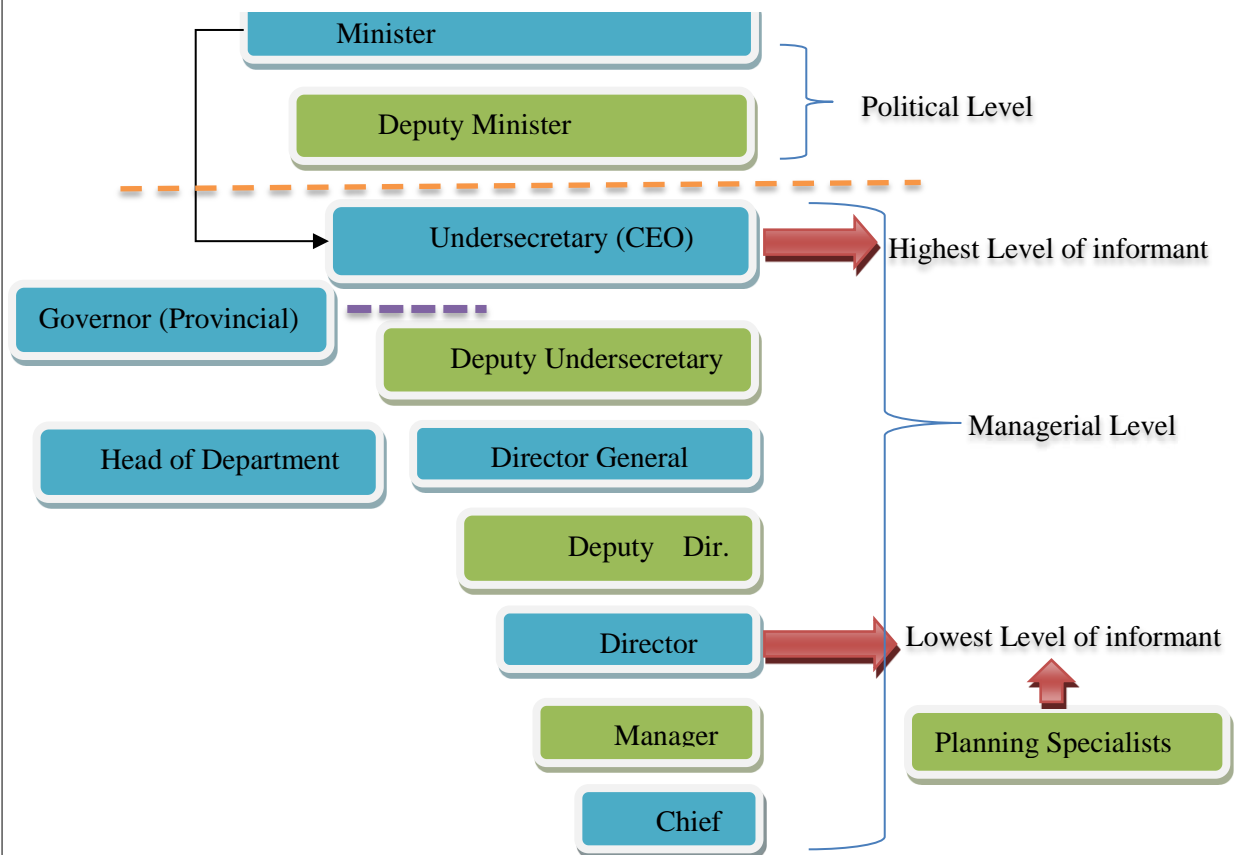 Minister
Political Level
Deputy Minister
Undersecretary (CEO)
Highest Level of informant
Governor (Provincial)
Deputy Undersecretary
Managerial Level
Head of Department
Director General
Deputy Dir.
Director
Lowest Level of informant
Manager
Planning Specialists
Chief